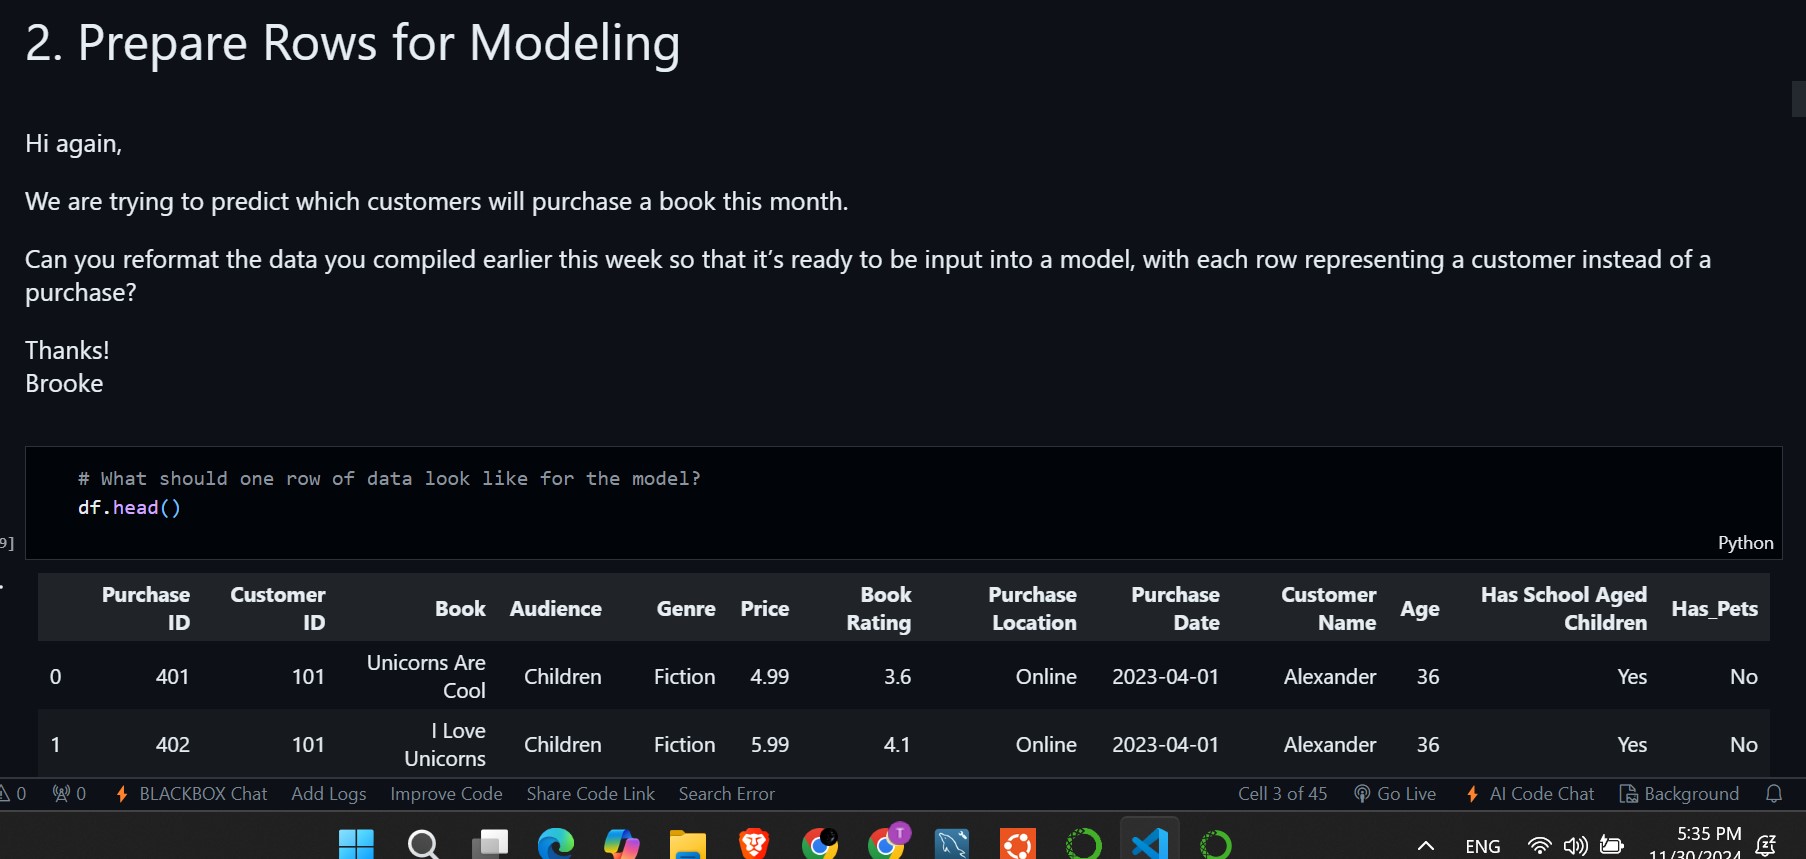 2. Prepare Rows for Modeling
Hi again,
We are trying to predict which customers will purchase a book this month.
Can you reformat the data you compiled earlier this week so that it’s ready to be input into a model, with each row representing a customer instead of a
purchase?
Thanks!
Brooke
# What should one row of data look like for the model?
df.head()
9]
Python
Purchase ID Customer ID Book Audience Genre Price Book Rating Purchase Location Purchase Date Customer Name Age Has School Aged Children Has_Pets
0 401 101 Unicorns Are Cool Children Fiction 4.99 3.6 Online 2023-04-01 Alexander 36 Yes No
1 402 101 I Love Unicorns Children Fiction 5.99 4.1 Online 2023-04-01 Alexander 36 Yes No
0 0 BLACKBOX Chat Add Logs Improve Code Share Code Link Search Error Cell 3 of 45 Go Live AI Code Chat Background
T
ENG
5:35 PM
11/30/2024